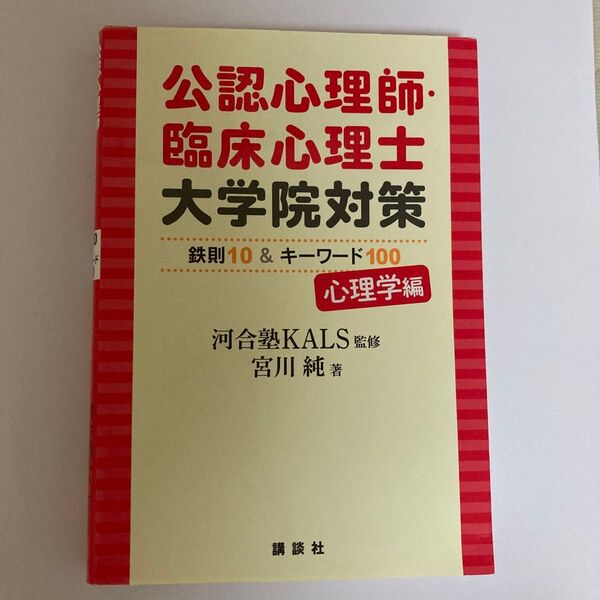 公認心理師・
臨床心理士
大学院対策
鉄則10 & キーワード100
心理学編
河合塾KALS監修
宮川 純 著
講談社